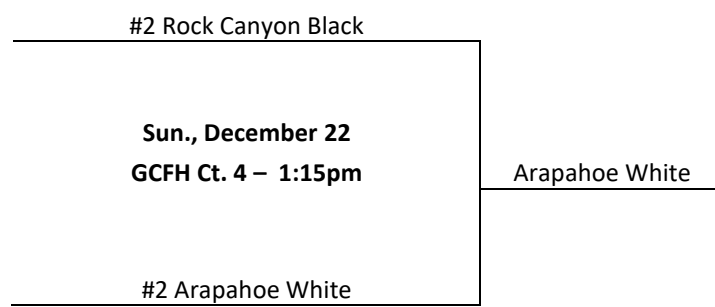 #2 Rock Canyon Black
Sun., December 22
GCFH Ct. 4 – 1:15pm
Arapahoe White
#2 Arapahoe White